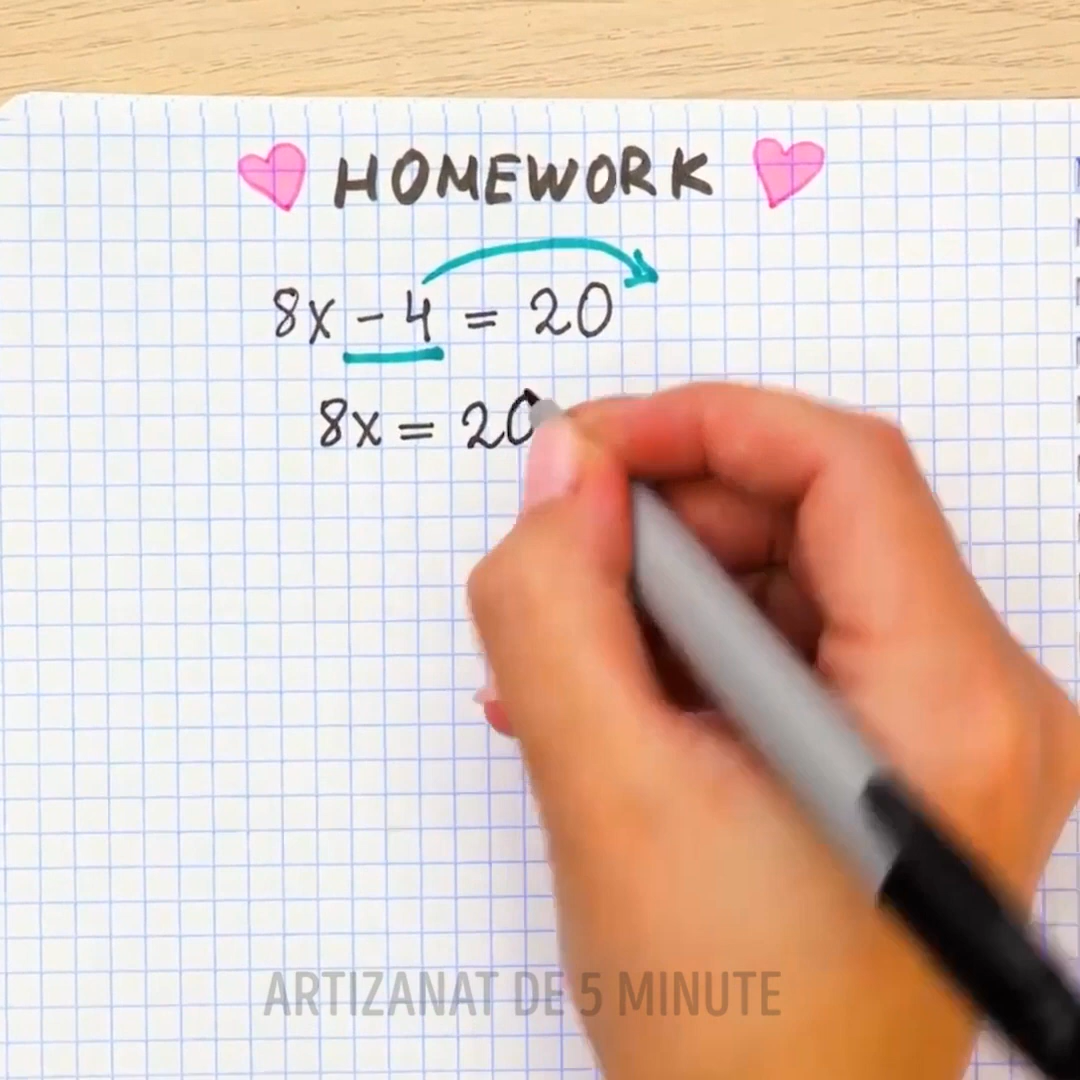 HOMEWORK
8x - 4 = 20
8x = 20
ARTIZANAT DE 5 MINUTE